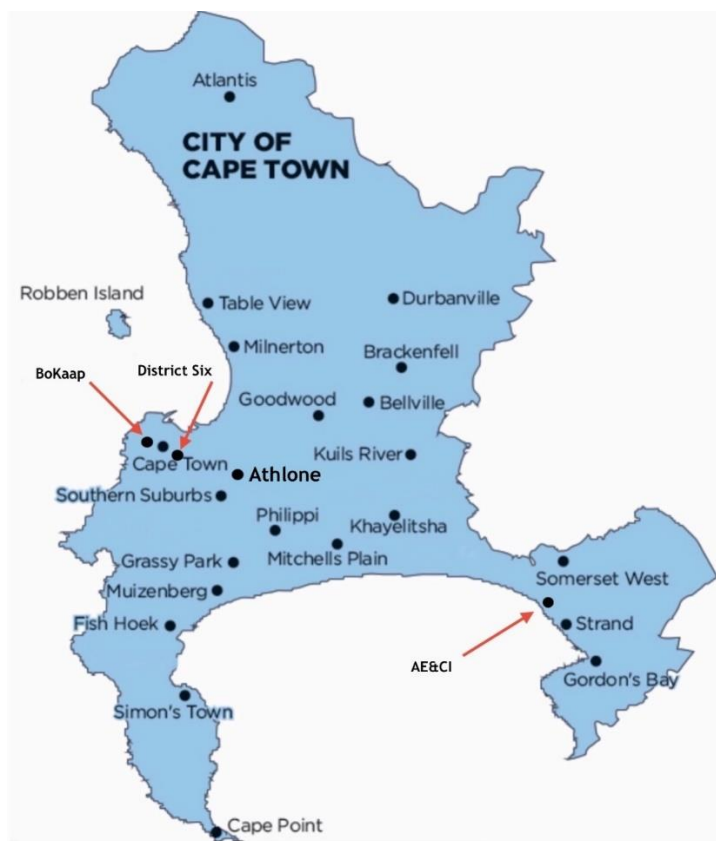 Atlantis
CITY OF
CAPE TOWN
Robben Island
Table View
Durbanville
Milnerton
Brackenfell
BoKaap
District Six
Goodwood
Bellville
Cape Town
Kuils River
Athlone
Southern Suburbs
Philippi
Khayelitsha
Mitchells Plain
Grassy Park
Somerset West
Muizenberg
Fish Hoek
Strand
AE&CI
Gordon's Bay
Simon's Town
Cape Point